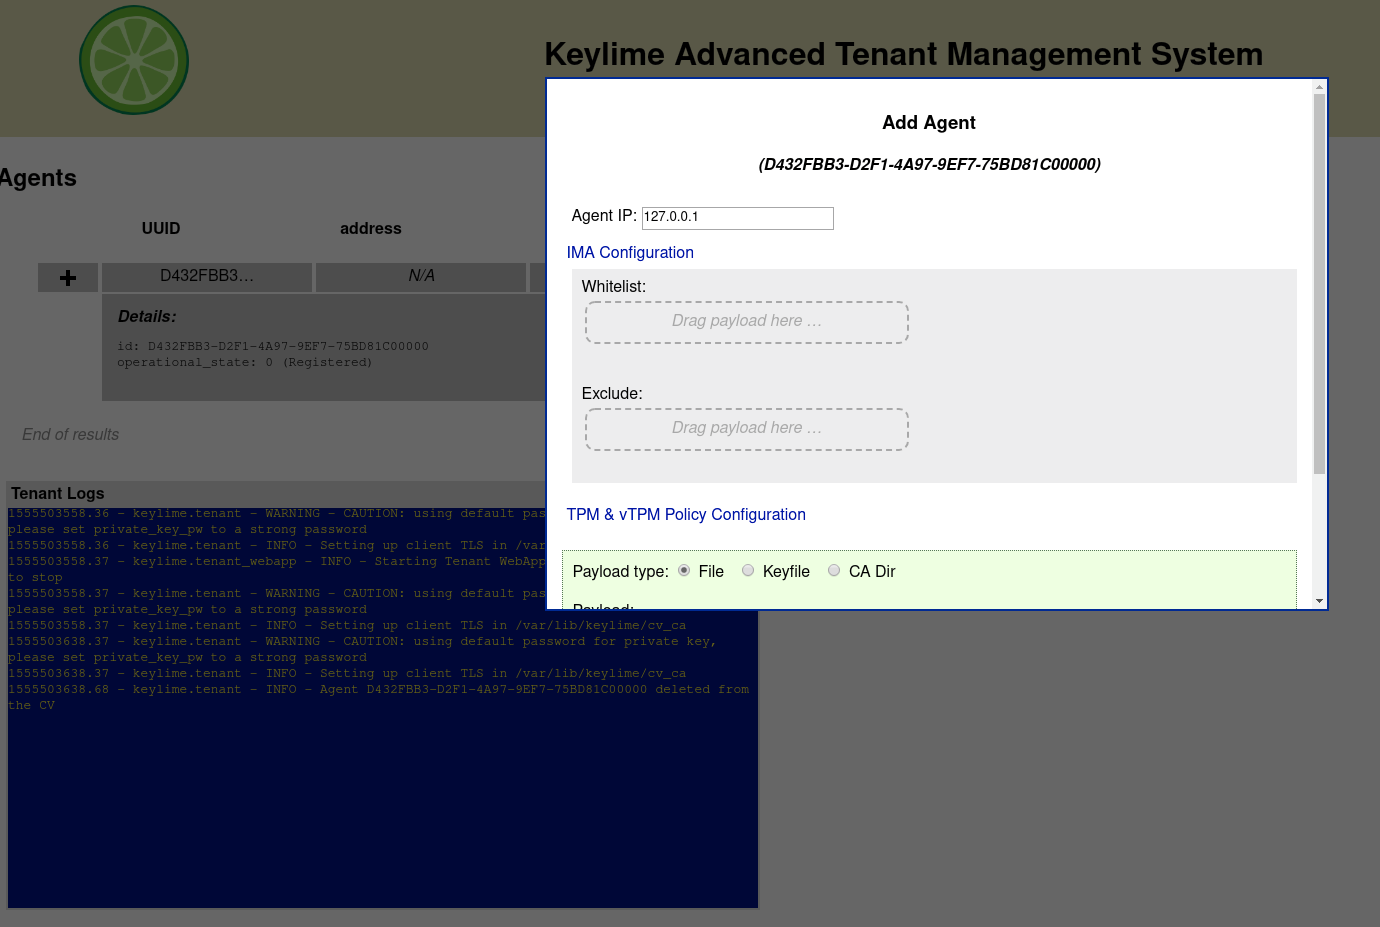 Keylime Advanced Tenant Management System
Agents
UUID address
D432FBB3... N/A
Details:
id: D432FBB3-D2F1-4A97-9EF7-75BD81C00000
operational_state: 0 (Registered)
End of results
Tenant Logs
1555503558.36 - keylime.tenant - WARNING - CAUTION: using default pas
please set private_key_pw to a strong password
1555503558.36 - keylime.tenant - INFO - Setting up client TLS in /var
1555503558.37 - keylime.tenant_webapp - INFO - Starting Tenant WebApp
to stop
1555503558.37 - keylime.tenant - WARNING - CAUTION: using default pas
please set private_key_pw to a strong password
1555503558.37 - keylime.tenant - INFO - Setting up client TLS in /var/lib/keylime/cv_ca
1555503638.37 - keylime.tenant - WARNING - CAUTION: using default password for private key,
please set private_key_pw to a strong password
1555503638.37 - keylime.tenant - INFO - Setting up client TLS in /var/lib/keylime/cv_ca
1555503638.68 - keylime.tenant - INFO - Agent D432FBB3-D2F1-4A97-9EF7-75BD81C00000 deleted from
the CV
Add Agent
(D432FBB3-D2F1-4A97-9EF7-75BD81C00000)
Agent IP: 127.0.0.1
IMA Configuration
Whitelist:
Drag payload here ...
Exclude:
Drag payload here ...
TPM & vTPM Policy Configuration
Payload type: File Keyfile CA Dir
Payload: